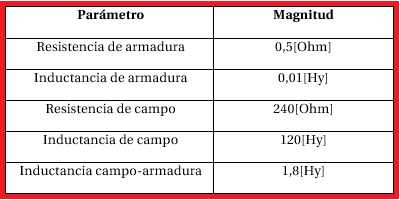 Parámetro Magnitud
Resistencia de armadura 0,5[Ohm]
Inductancia de armadura 0,01[Hy]
Resistencia de campo 240[Ohm]
Inductancia de campo 120[Hy]
Inductancia campo-armadura 1,8[Hy]